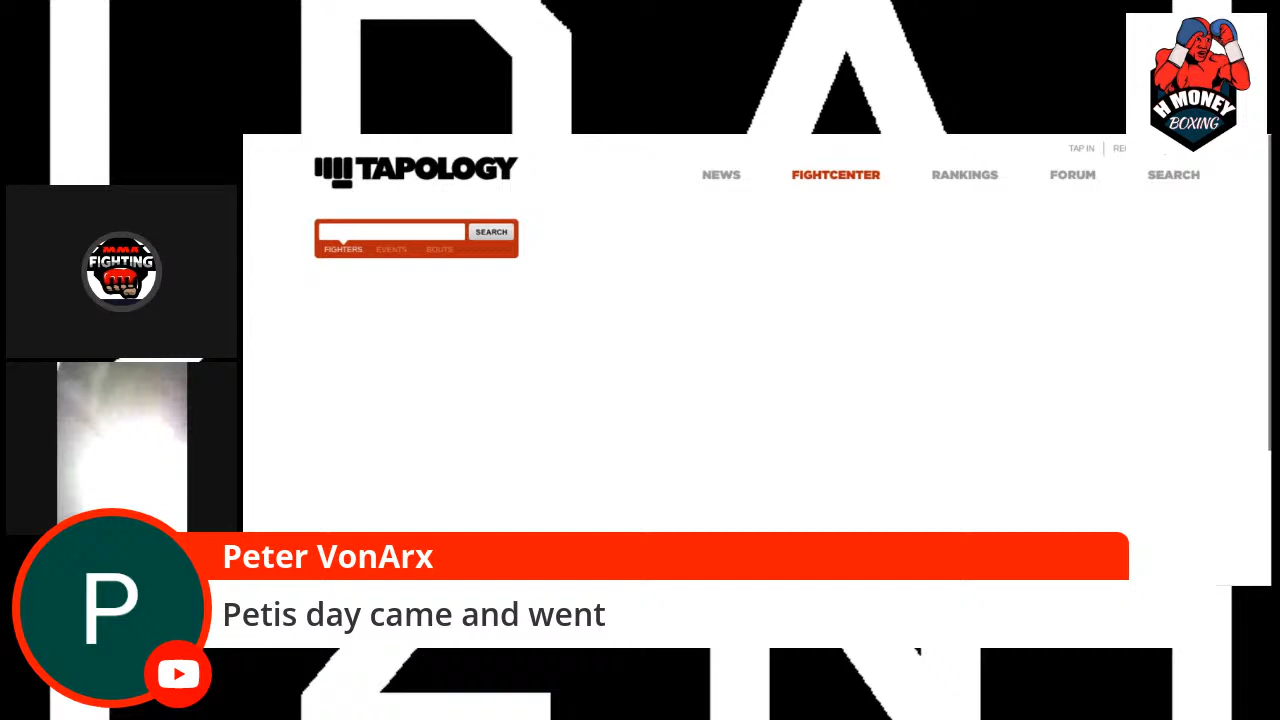 H MONEY
BOXING
TAPOLOGY
TAP IN
NEWS
FIGHTCENTER
RANKINGS
FORUM
SEARCH
SEARCH
FIGHTERS
EVENTS
BOUTS
MMA
FIGHTING
P
Peter VonArx
Petis day came and went